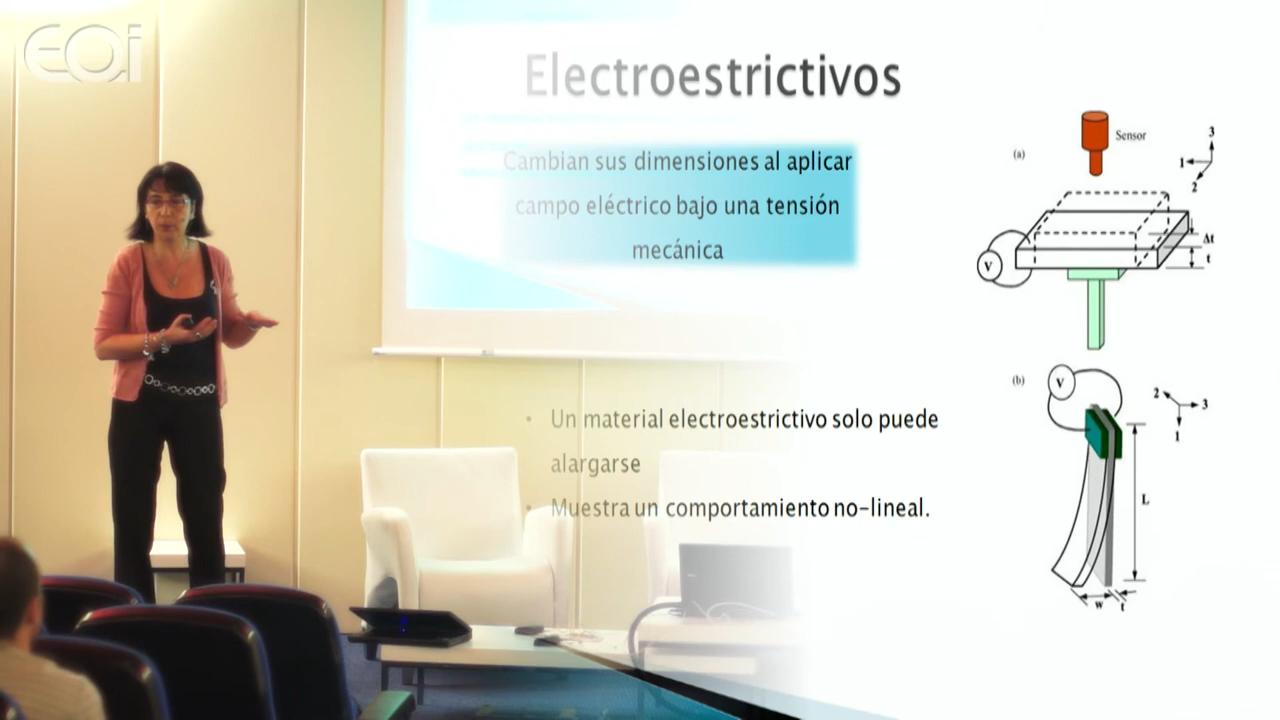 eoi
Electroestrictivos
Cambian sus dimensiones al aplicar
campo eléctrico bajo una tensión
mecánica
• Un material electroestrictivo solo puede
alargarse
• Muestra un comportamiento no-lineal.
(a)
Sensor
3
1
2
V
Δt
t
(b)
V
2
3
1
L
w
t